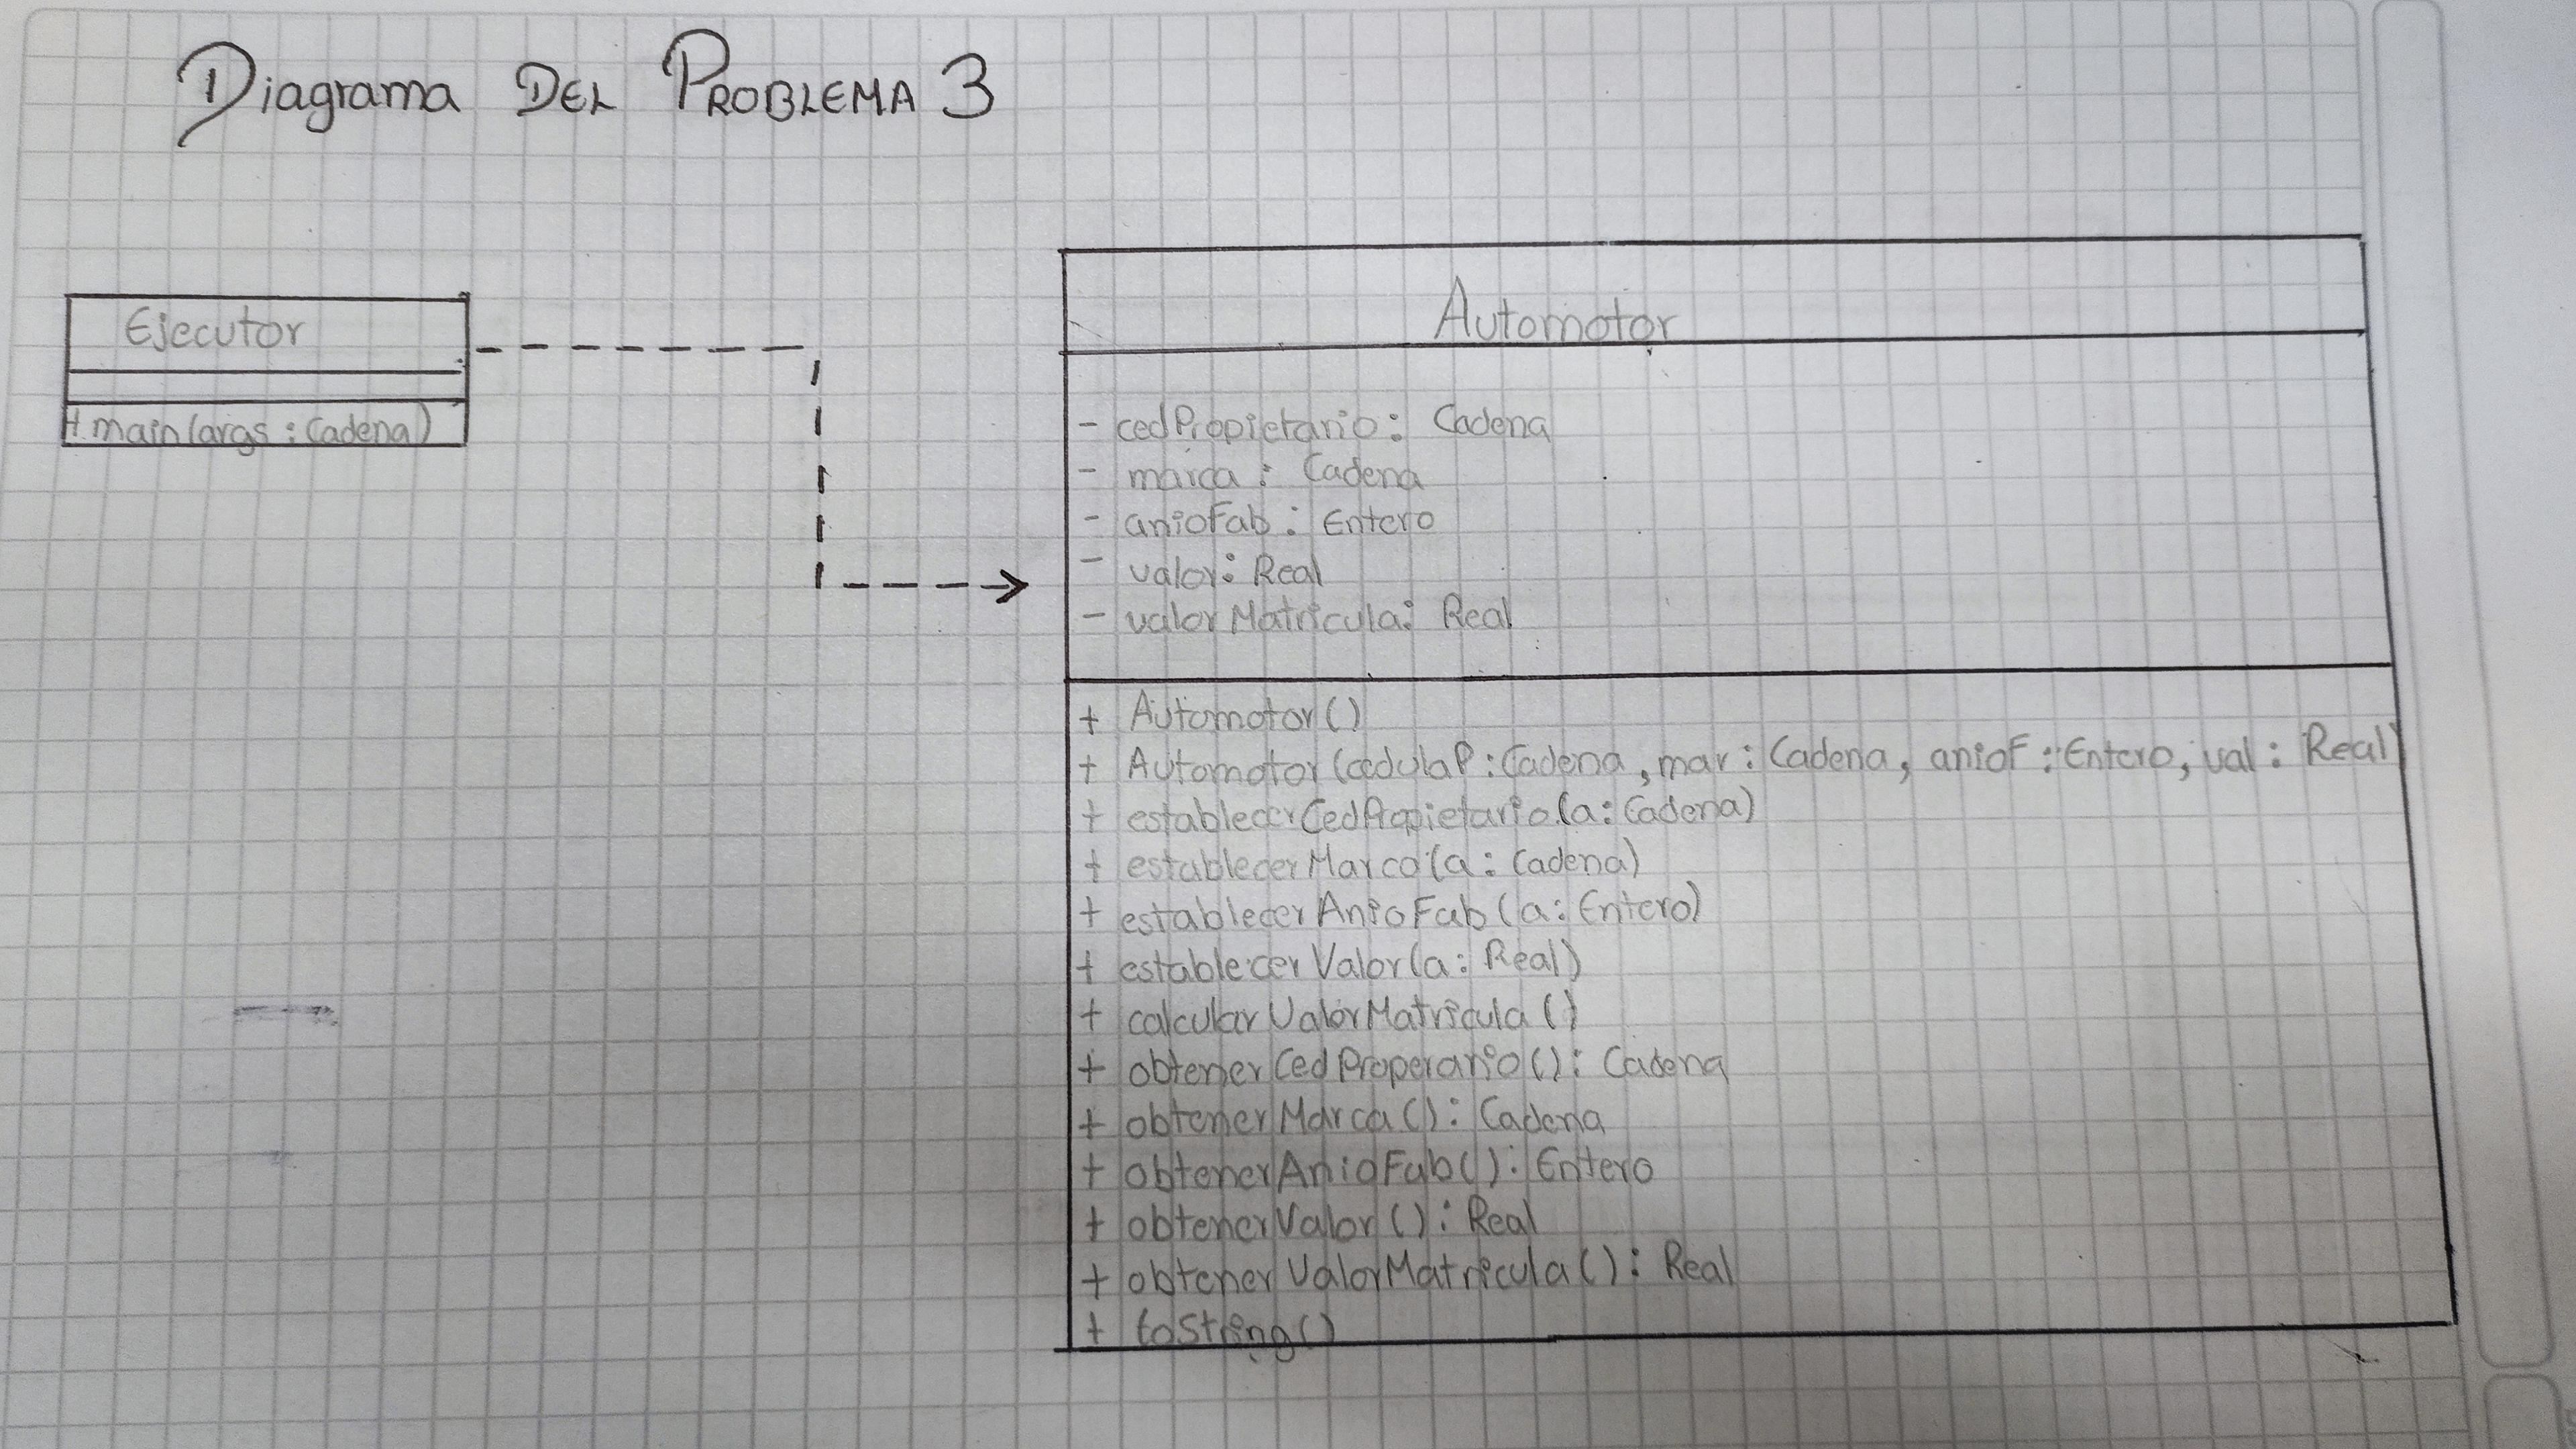 Diagrama DEL PROBLEMA 3
Ejecutor
+ main(args : Cadena)
Automotor
- cedPropietario : Cadena
- marca : Cadena
- anioFab : Entero
- valor : Real
- valorMatricula : Real
+ Automotor()
+ Automotor(cedulaP : Cadena, mar : Cadena, anioF : Entero, val : Real)
+ establecerCedPropietario(a : Cadena)
+ establecerMarca(a : Cadena)
+ establecerAnioFab(a : Entero)
+ establecerValor(a : Real)
+ calcularValorMatricula()
+ obtenerCedProperario() : Cadena
+ obtenerMarca() : Cadena
+ obtenerAnioFab() : Entero
+ obtenerValor() : Real
+ obtenerValorMatricula() : Real
+ toString()